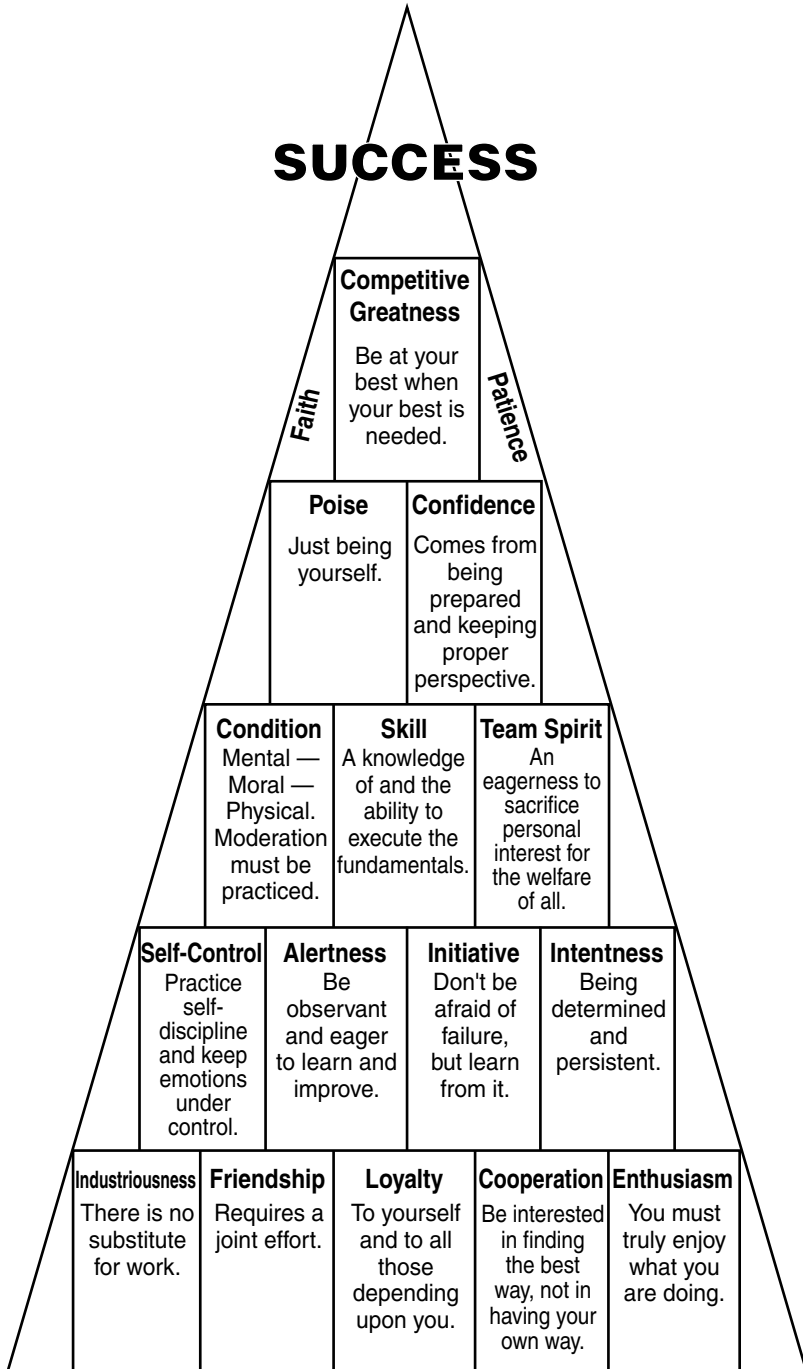 SUCCESS
Competitive
Greatness
Be at your
best when
your best is
needed.
Faith
Patience
Poise
Just being
yourself.
Confidence
Comes from
being
prepared
and keeping
proper
perspective.
Condition
Mental —
Moral —
Physical.
Moderation
must be
practiced.
Skill
A knowledge
of and the
ability to
execute the
fundamentals.
Team Spirit
An
eagerness to
sacrifice
personal
interest for
the welfare
of all.
Self-Control
Practice
self-
discipline
and keep
emotions
under
control.
Alertness
Be
observant
and eager
to learn and
improve.
Initiative
Don't be
afraid of
failure,
but learn
from it.
Intentness
Being
determined
and
persistent.
Industriousness
There is no
substitute
for work.
Friendship
Requires a
joint effort.
Loyalty
To yourself
and to all
those
depending
upon you.
Cooperation
Be interested
in finding
the best
way, not in
having your
own way.
Enthusiasm
You must
truly enjoy
what you
are doing.